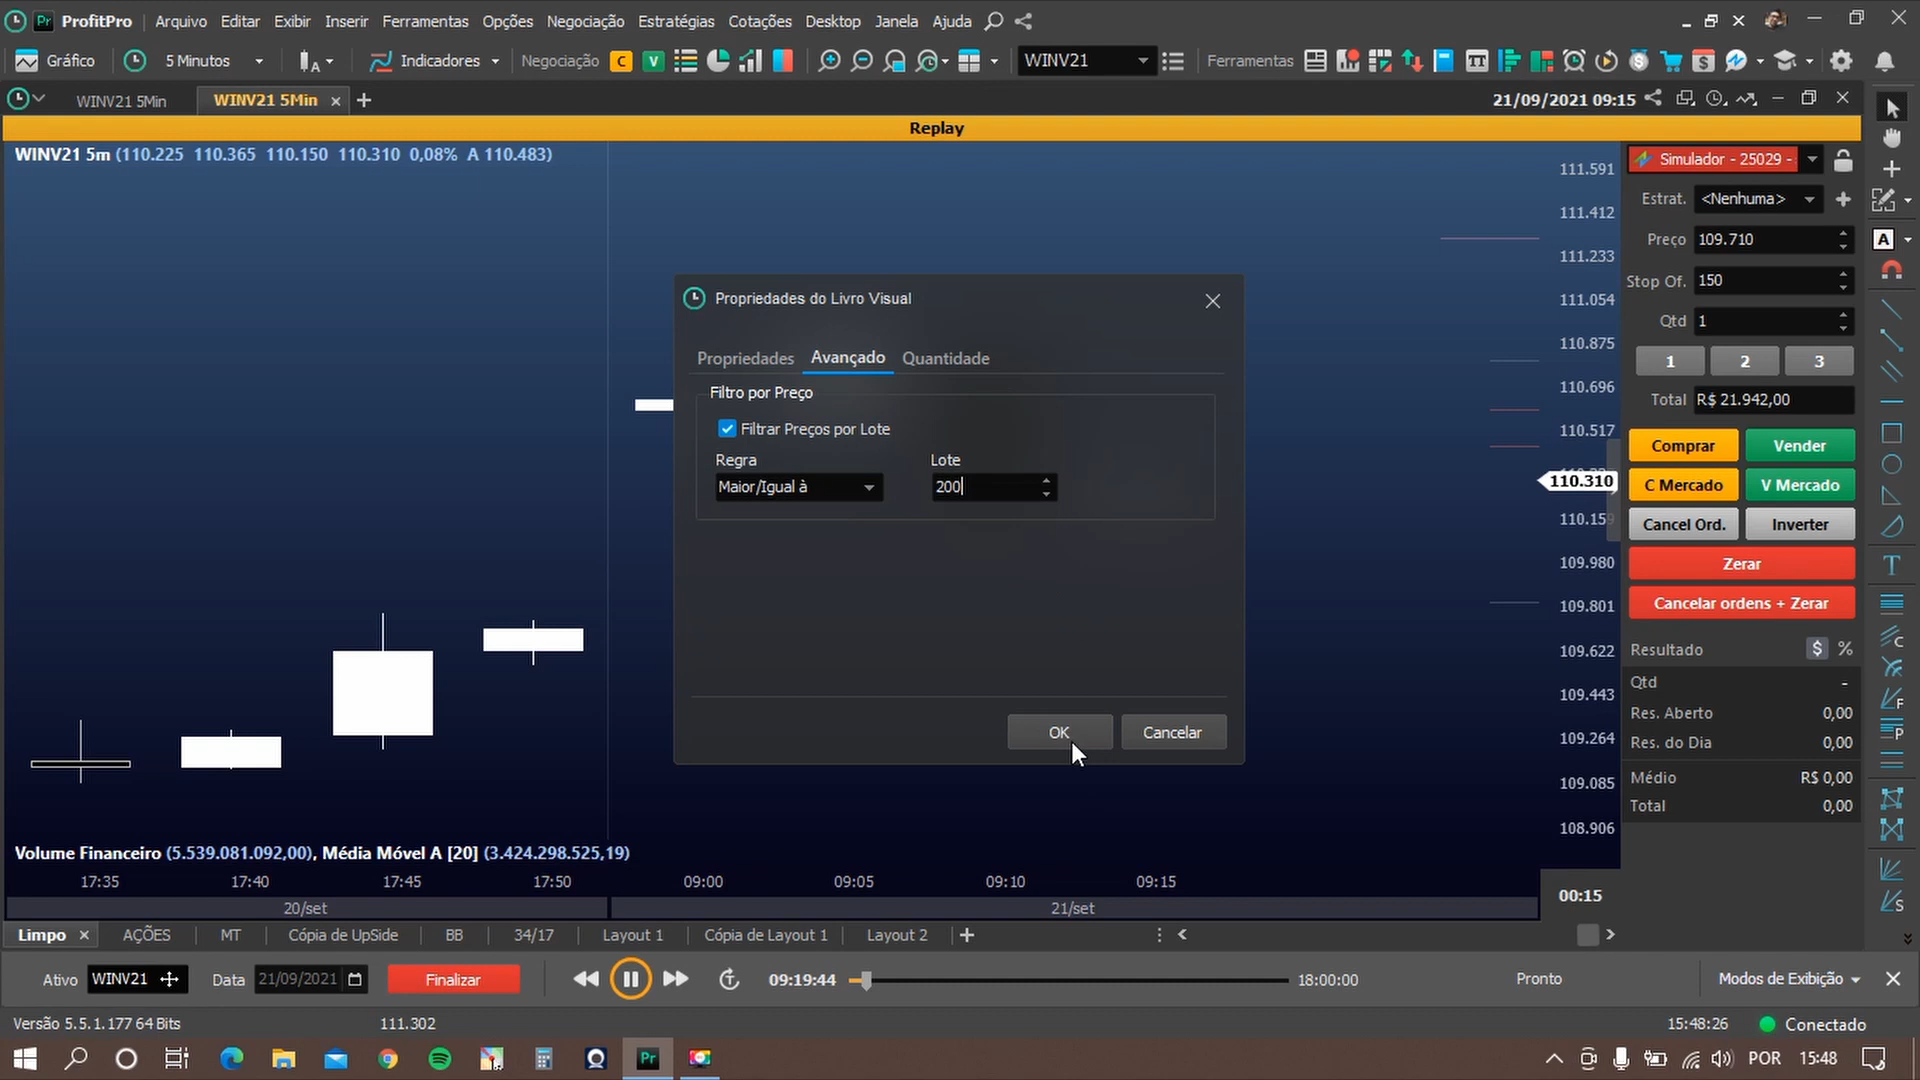 ProfitPro Arquivo Editar Exibir Inserir Ferramentas Opções Negociação Estratégias Cotações Desktop Janela Ajuda
Gráfico 5 Minutos Indicadores Negociação C V WINV21 Ferramentas
WINV21 5Min WINV21 5Min 21/09/2021 09:15
Replay
WINV21 5m (110.225 110.365 110.150 110.310 0,08% A 110.483)
111.591
111.412
111.233
111.054
110.875
110.696
110.517
110.310
110.159
109.980
109.801
109.622
109.443
109.264
109.085
108.906
Propriedades do Livro Visual
Propriedades Avançado Quantidade
Filtro por Preço
Filtrar Preços por Lote
Regra Lote
Maior/Igual à 200
OK Cancelar
Simulador - 25029 -
Estrat. <Nenhuma>
Preço 109.710
Stop Of. 150
Qtd 1
1 2 3
Total R$ 21.942,00
Comprar Vender
C Mercado V Mercado
Cancel Ord. Inverter
Zerar
Cancelar ordens + Zerar
Resultado $ %
Qtd -
Res. Aberto 0,00
Res. do Dia 0,00
Médio R$ 0,00
Total 0,00
Volume Financeiro (5.539.081.092,00), Média Móvel A [20] (3.424.298.525,19)
17:35 17:40 17:45 17:50 09:00 09:05 09:10 09:15 00:15
20/set 21/set
Limpo AÇÕES MT Cópia de UpSide BB 34/17 Layout 1 Cópia de Layout 1 Layout 2
Ativo WINV21 Data 21/09/2021 Finalizar 09:19:44 18:00:00 Pronto Modos de Exibição
Versão 5.5.1.177 64 Bits 111.302 15:48:26 Conectado
Pr POR 15:48